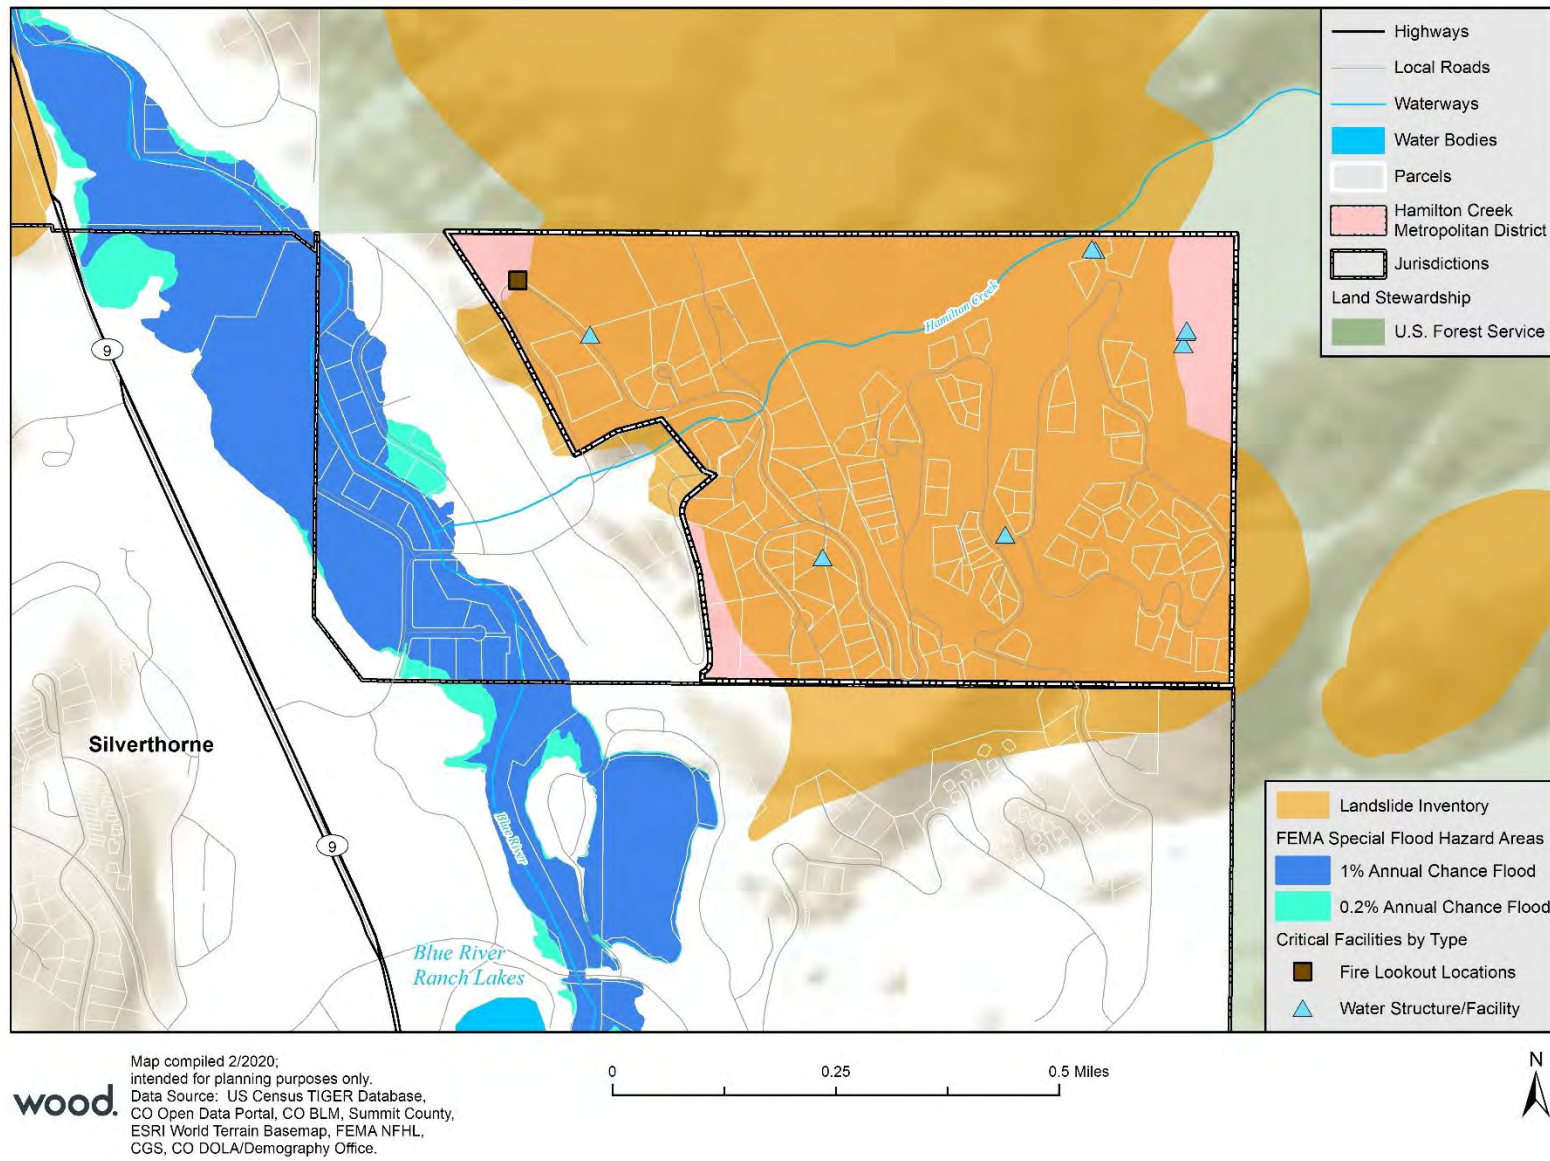 Highways
Local Roads
Waterways
Water Bodies
Parcels
Hamilton Creek
Metropolitan District
Jurisdictions
Land Stewardship
U.S. Forest Service
9
Hamilton Creek
Silverthorne
9
Blue River
Blue River
Ranch Lakes
Landslide Inventory
FEMA Special Flood Hazard Areas
1% Annual Chance Flood
0.2% Annual Chance Flood
Critical Facilities by Type
Fire Lookout Locations
Water Structure/Facility
wood.
Map compiled 2/2020;
intended for planning purposes only.
Data Source: US Census TIGER Database,
CO Open Data Portal, CO BLM, Summit County,
ESRI World Terrain Basemap, FEMA NFHL,
CGS, CO DOLA/Demography Office.
0 0.25 0.5 Miles
N